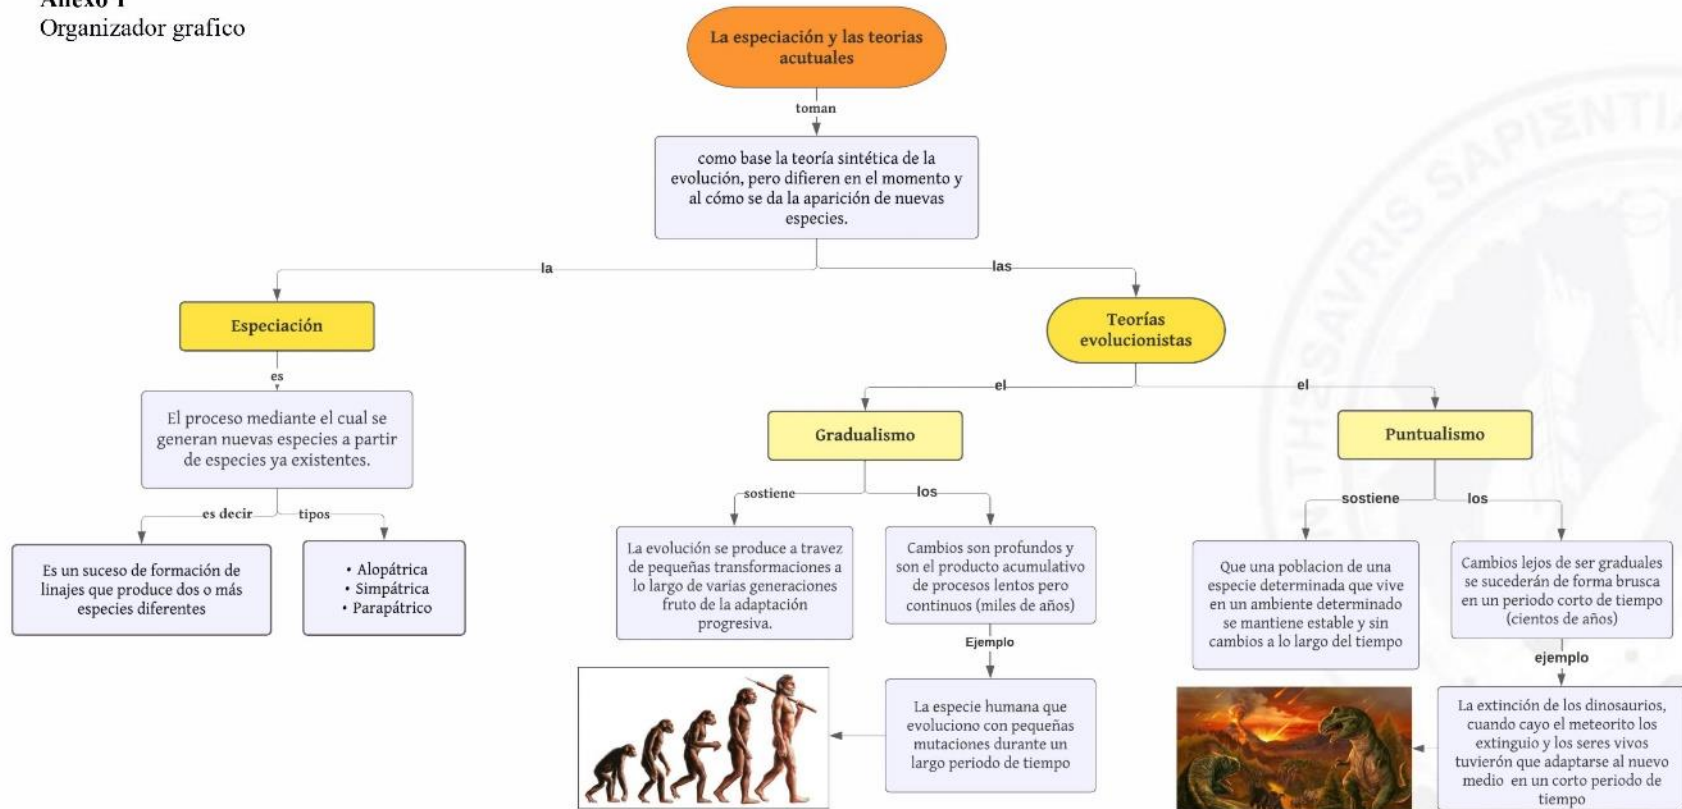 Anexo 1
Organizador grafico
La especiación y las teorias
acutuales
toman
como base la teoría sintética de la
evolución, pero difieren en el momento y
al cómo se da la aparición de nuevas
especies.
la
las
Especiación
es
El proceso mediante el cual se
generan nuevas especies a partir
de especies ya existentes.
es decir
tipos
Es un suceso de formación de
linajes que produce dos o más
especies diferentes
• Alopátrica
• Simpátrica
• Parapátrico
Teorías
evolucionistas
el
el
Gradualismo
sostiene
los
La evolución se produce a travez
de pequeñas transformaciones a
lo largo de varias generaciones
fruto de la adaptación
progresiva.
Cambios son profundos y
son el producto acumulativo
de procesos lentos pero
continuos (miles de años)
Ejemplo
La especie humana que
evoluciono con pequeñas
mutaciones durante un
largo periodo de tiempo
Puntualismo
sostiene
los
Que una poblacion de una
especie determinada que vive
en un ambiente determinado
se mantiene estable y sin
cambios a lo largo del tiempo
Cambios lejos de ser graduales
se sucederán de forma brusca
en un periodo corto de tiempo
(cientos de años)
ejemplo
La extinción de los dinosaurios,
cuando cayo el meteorito los
extinguio y los seres vivos
tuvierón que adaptarse al nuevo
medio en un corto periodo de
tiempo